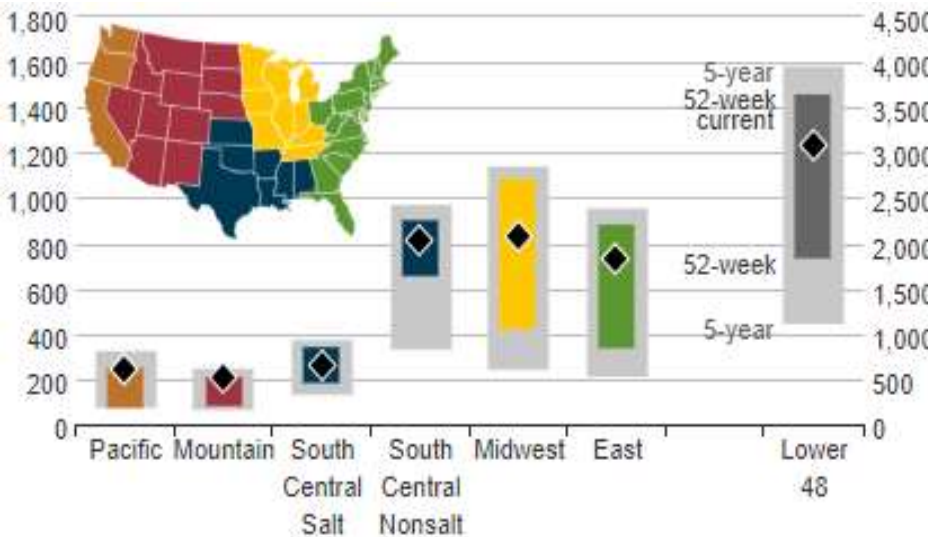 1,800
1,600
1,400
1,200
1,000
800
600
400
200
0
5-year
52-week
current
52-week
5-year
4,500
4,000
3,500
3,000
2,500
2,000
1,500
1,000
500
0
Pacific Mountain South South Midwest East Lower
Central Central 48
Salt Nonsalt